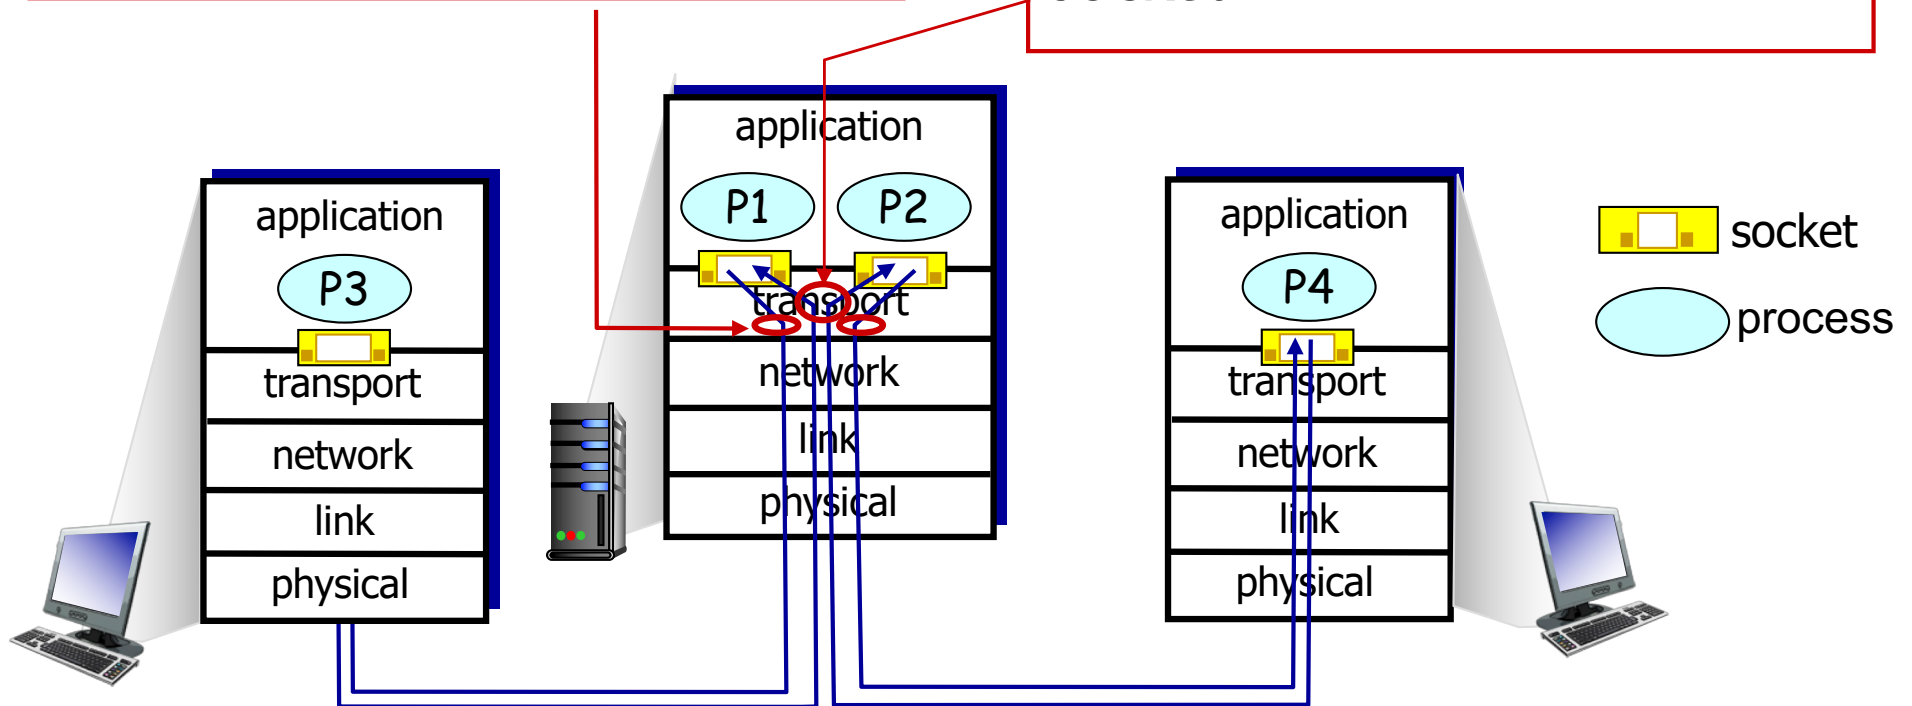 application
P1
P2
transport
network
link
physical
application
P3
transport
network
link
physical
application
P4
transport
network
link
physical
socket
process